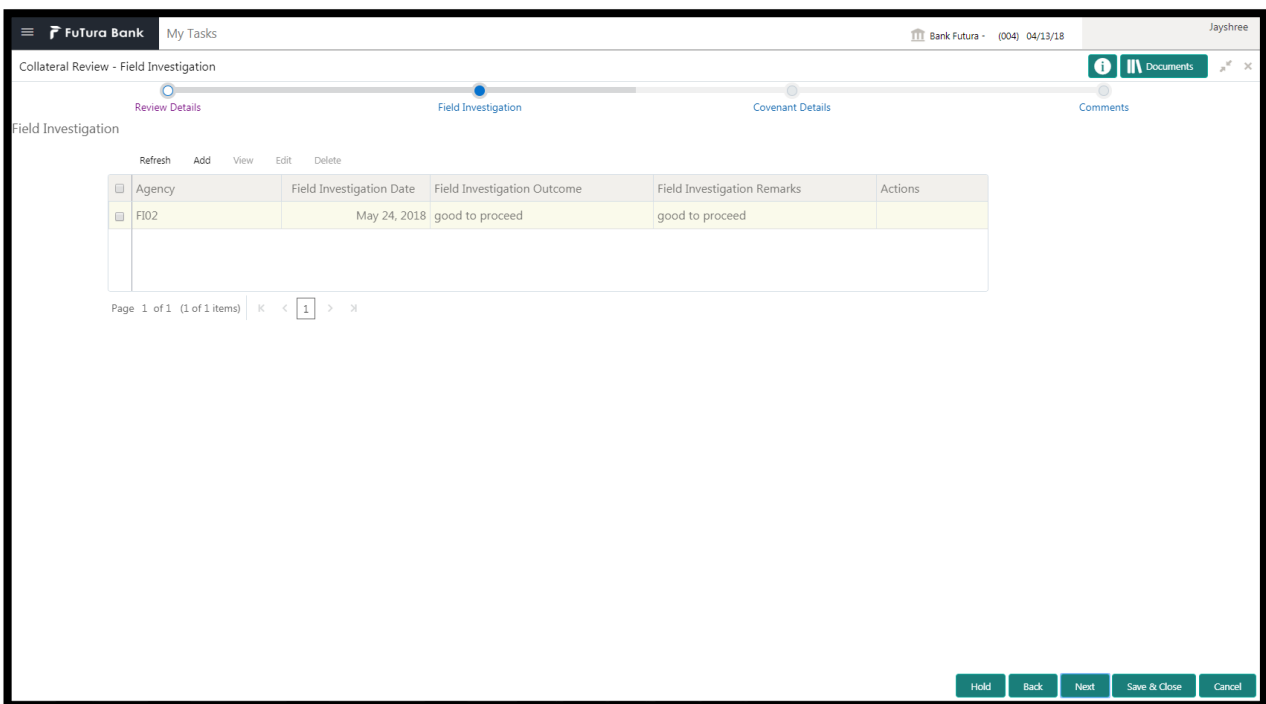 FuTura Bank My Tasks Bank Futura - (004) 04/13/18 Jayshree
Collateral Review - Field Investigation Documents
Review Details Field Investigation Covenant Details Comments
Field Investigation
Refresh Add View Edit Delete
Agency Field Investigation Date Field Investigation Outcome Field Investigation Remarks Actions
FI02 May 24, 2018 good to proceed good to proceed
Page 1 of 1 (1 of 1 items) 1
Hold Back Next Save & Close Cancel